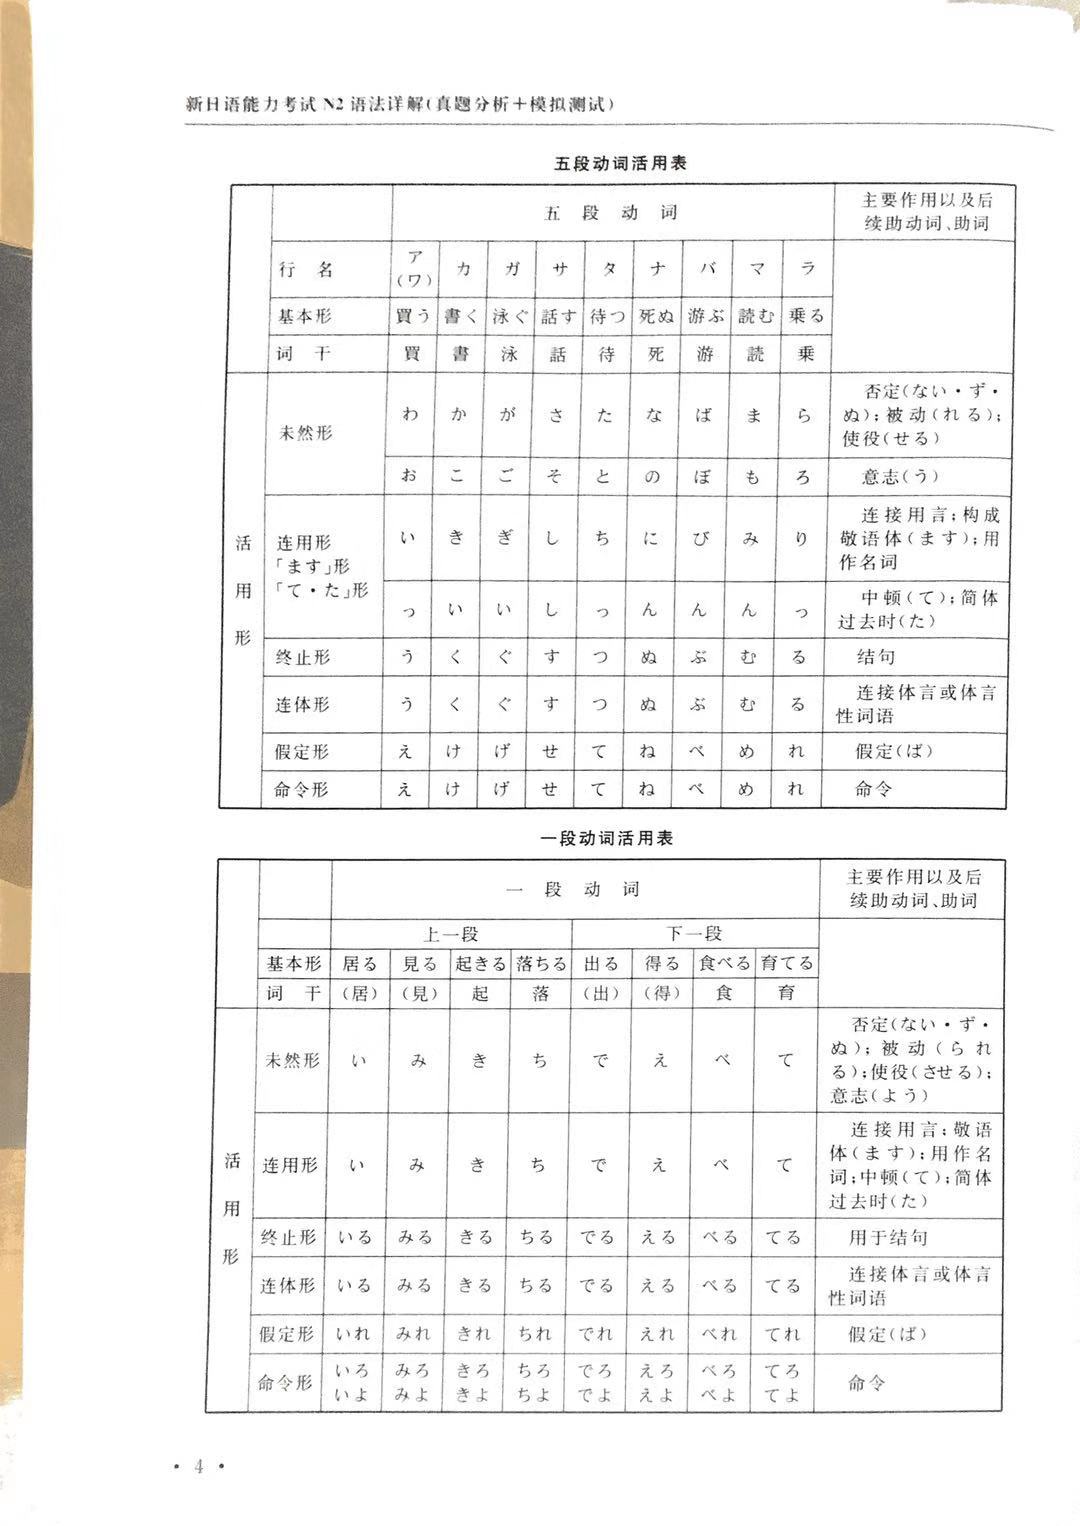 新日语能力考试 N2 语法详解(真题分析+模拟测试)
五段动词活用表
五 段 动 词 主要作用以及后
续助动词、助词
行 名 ア(ワ) カ ガ サ タ ナ バ マ ラ
基本形 買う 書く 泳ぐ 話す 待つ 死ぬ 游ぶ 読む 乗る
词 干 買 書 泳 話 待 死 游 読 乗
活用形
未然形 わ か が さ た な ば ま ら 否定(ない・ず・
ぬ);被动(れる);
使役(せる)
お こ ご そ と の ぼ も ろ 意志(う)
连用形
「ます」形
「て・た」形
い き ぎ し ち に び み り 连接用言;构成
敬语体(ます);用
作名词
っ い い し っ ん ん ん っ 中顿(て);简体
过去时(た)
终止形 う く ぐ す つ ぬ ぶ む る 结句
连体形 う く ぐ す つ ぬ ぶ む る 连接体言或体言
性词语
假定形 え け げ せ て ね べ め れ 假定(ば)
命令形 え け げ せ て ね べ め れ 命令
一段动词活用表
一 段 动 词 主要作用以及后
续助动词、助词
上一段 下一段
基本形 居る 見る 起きる 落ちる 出る 得る 食べる 育てる
词 干 (居) (見) 起 落 (出) (得) 食 育
活用形
未然形 い み き ち で え べ て 否定(ない・ず・
ぬ);被动(られ
る);使役(させる);
意志(よう)
连用形 い み き ち で え べ て 连接用言;敬语
体(ます);用作名
词;中顿(て);简体
过去时(た)
终止形 いる みる きる ちる でる える べる てる 用于结句
连体形 いる みる きる ちる でる える べる てる 连接体言或体言
性词语
假定形 いれ みれ きれ ちれ でれ えれ べれ てれ 假定(ば)
命令形 いろ みろ きろ ちろ でろ えろ べろ てろ 命令
いよ みよ きよ ちよ でよ えよ べよ てよ
· 4 ·